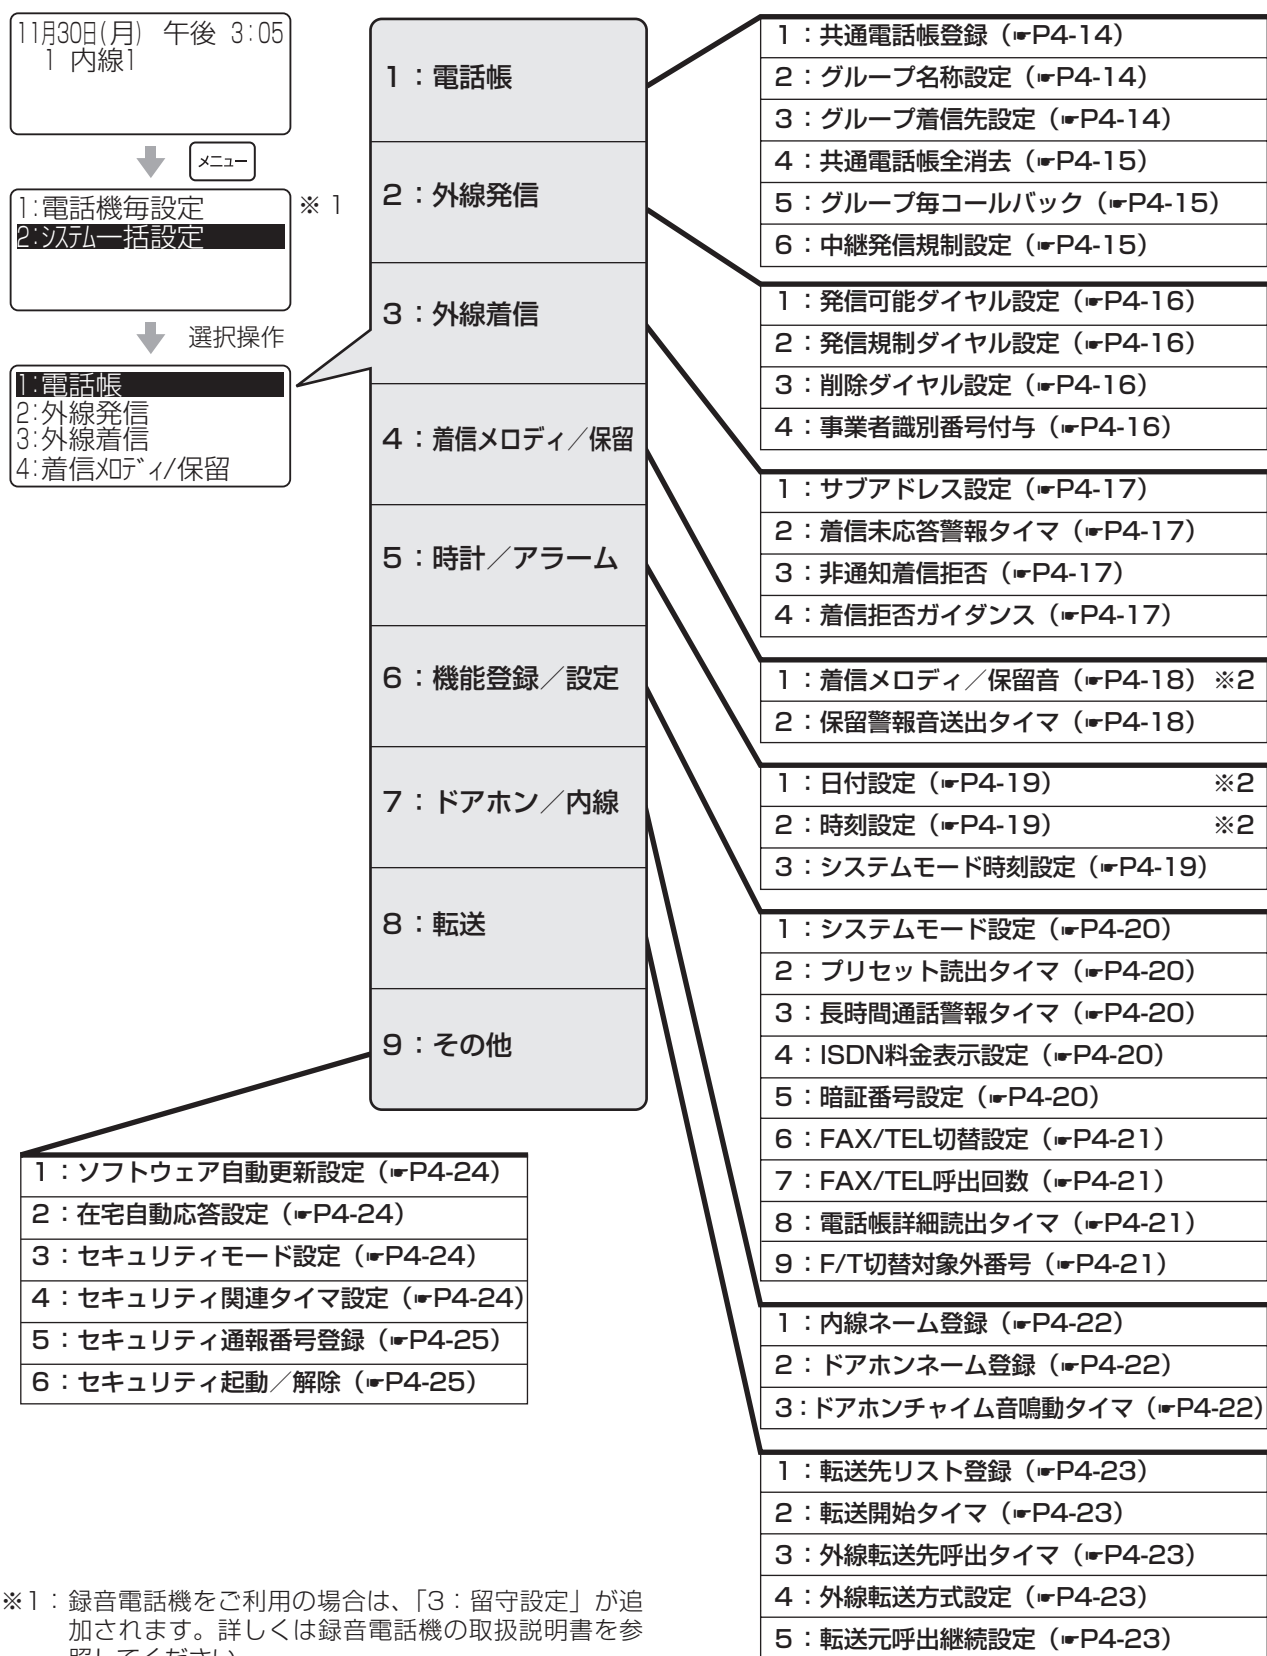 11月30日(月) 午後 3:05
1 内線1
メニュー
1:電話機毎設定
※1
2:システム一括設定
選択操作
1:電話帳
2:外線発信
3:外線着信
4:着信メロディ/保留
1：電話帳
2：外線発信
3：外線着信
4：着信メロディ／保留
5：時計／アラーム
6：機能登録／設定
7：ドアホン／内線
8：転送
9：その他
1：共通電話帳登録（☛P4-14）
2：グループ名称設定（☛P4-14）
3：グループ着信先設定（☛P4-14）
4：共通電話帳全消去（☛P4-15）
5：グループ毎コールバック（☛P4-15）
6：中継発信規制設定（☛P4-15）
1：発信可能ダイヤル設定（☛P4-16）
2：発信規制ダイヤル設定（☛P4-16）
3：削除ダイヤル設定（☛P4-16）
4：事業者識別番号付与（☛P4-16）
1：サブアドレス設定（☛P4-17）
2：着信未応答警報タイマ（☛P4-17）
3：非通知着信拒否（☛P4-17）
4：着信拒否ガイダンス（☛P4-17）
1：着信メロディ／保留音（☛P4-18）※2
2：保留警報音送出タイマ（☛P4-18）
1：日付設定（☛P4-19） ※2
2：時刻設定（☛P4-19） ※2
3：システムモード時刻設定（☛P4-19）
1：システムモード設定（☛P4-20）
2：プリセット読出タイマ（☛P4-20）
3：長時間通話警報タイマ（☛P4-20）
4：ISDN料金表示設定（☛P4-20）
5：暗証番号設定（☛P4-20）
6：FAX/TEL切替設定（☛P4-21）
7：FAX/TEL呼出回数（☛P4-21）
8：電話帳詳細読出タイマ（☛P4-21）
9：F/T切替対象外番号（☛P4-21）
1：内線ネーム登録（☛P4-22）
2：ドアホンネーム登録（☛P4-22）
3：ドアホンチャイム音鳴動タイマ（☛P4-22）
1：転送先リスト登録（☛P4-23）
2：転送開始タイマ（☛P4-23）
3：外線転送先呼出タイマ（☛P4-23）
4：外線転送方式設定（☛P4-23）
5：転送元呼出継続設定（☛P4-23）
1：ソフトウェア自動更新設定（☛P4-24）
2：在宅自動応答設定（☛P4-24）
3：セキュリティモード設定（☛P4-24）
4：セキュリティ関連タイマ設定（☛P4-24）
5：セキュリティ通報番号登録（☛P4-25）
6：セキュリティ起動／解除（☛P4-25）
※1：録音電話機をご利用の場合は、「3：留守設定」が追
加されます。詳しくは録音電話機の取扱説明書を参
照してください。